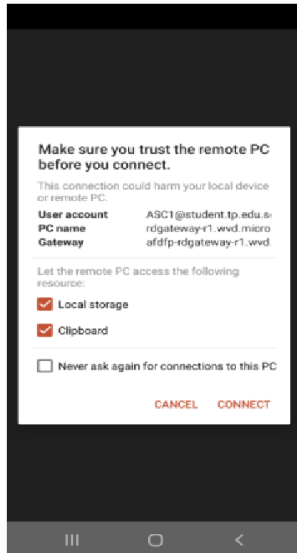 Make sure you trust the remote PC
before you connect.
This connection could harm your local device
or remote PC.
User account ASC1@student.tp.edu.s
PC name rdgateway-r1.wvd.micro
Gateway afdfp-rdgateway-r1.wvd.
Let the remote PC access the following
resource:
Local storage
Clipboard
Never ask again for connections to this PC
CANCEL CONNECT